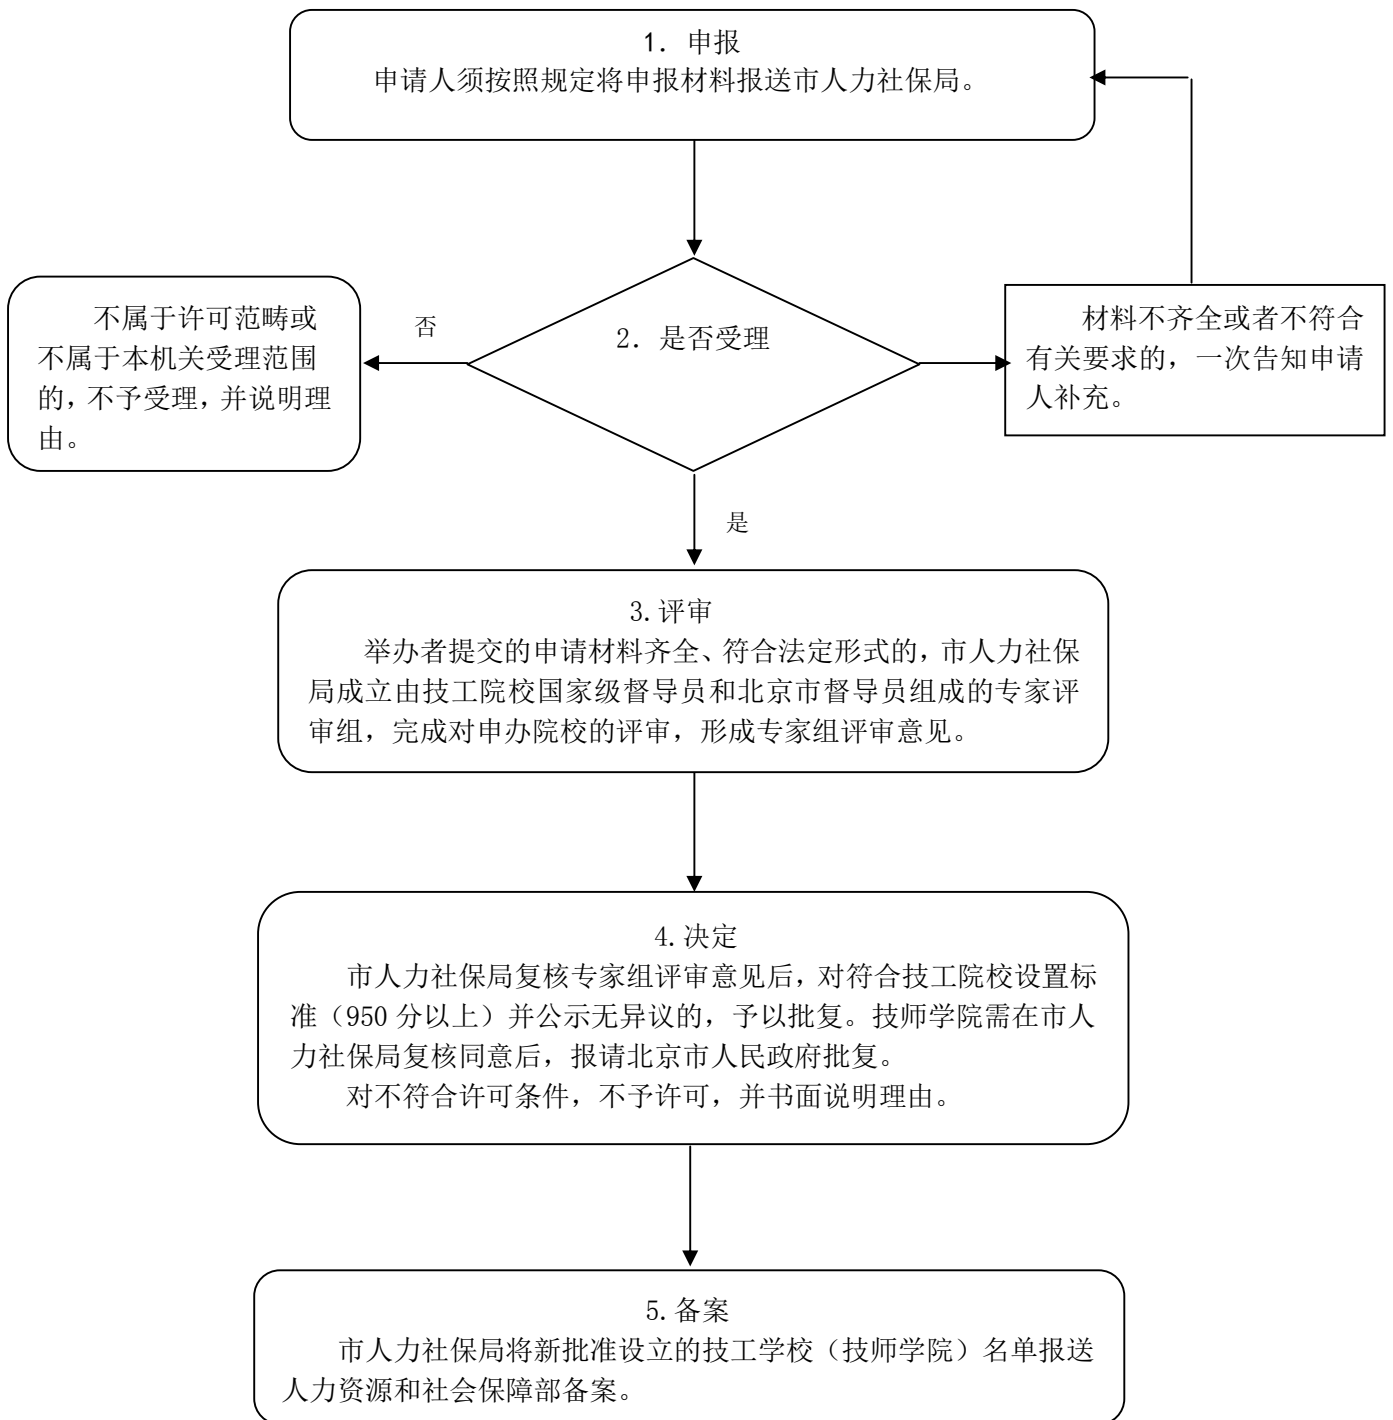 1. 申报
申请人须按照规定将申报材料报送市人力社保局。
不属于许可范畴或
不属于本机关受理范围
的，不予受理，并说明理
由。
否
2. 是否受理
材料不齐全或者不符合
有关要求的，一次告知申请
人补充。
是
3.评审
举办者提交的申请材料齐全、符合法定形式的，市人力社保
局成立由技工院校国家级督导员和北京市督导员组成的专家评
审组，完成对申办院校的评审，形成专家组评审意见。
4.决定
市人力社保局复核专家组评审意见后，对符合技工院校设置标
准（950 分以上）并公示无异议的，予以批复。技师学院需在市人
力社保局复核同意后，报请北京市人民政府批复。
对不符合许可条件，不予许可，并书面说明理由。
5.备案
市人力社保局将新批准设立的技工学校（技师学院）名单报送
人力资源和社会保障部备案。